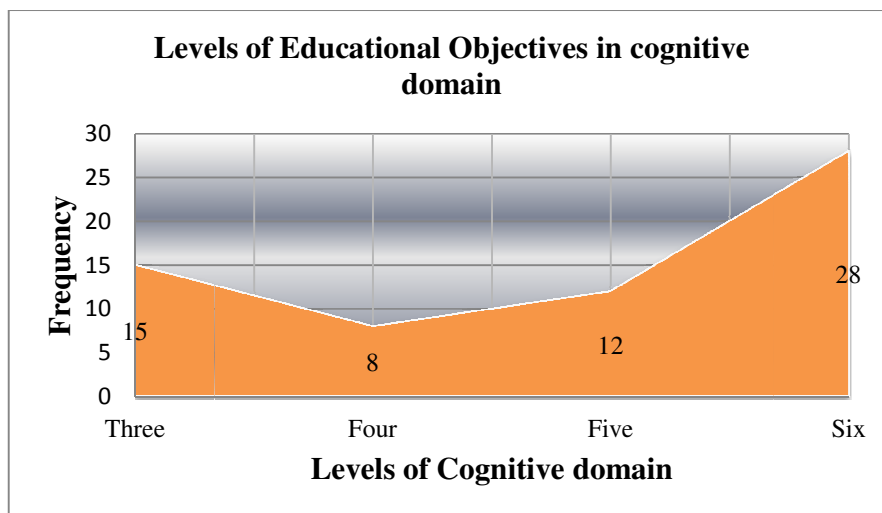 Levels of Educational Objectives in cognitive
domain
30
25
20
15
10
5
0
Frequency
15
8
12
28
Three Four Five Six
Levels of Cognitive domain